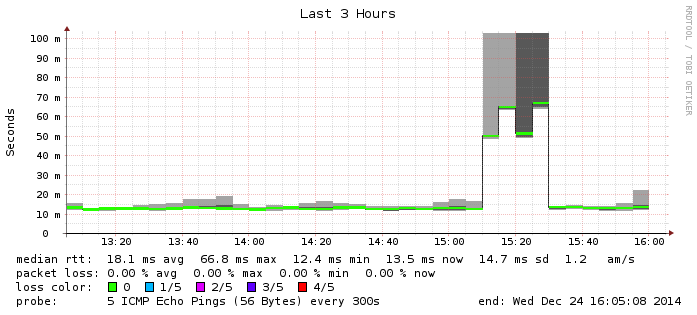 Last 3 Hours
RRDTOOL / TOBI OETIKER
Seconds
100 m
90 m
80 m
70 m
60 m
50 m
40 m
30 m
20 m
10 m
0
13:20 13:40 14:00 14:20 14:40 15:00 15:20 15:40 16:00
median rtt: 18.1 ms avg 66.8 ms max 12.4 ms min 13.5 ms now 14.7 ms sd 1.2 am/s
packet loss: 0.00 % avg 0.00 % max 0.00 % min 0.00 % now
loss color: 0 1/5 2/5 3/5 4/5
probe: 5 ICMP Echo Pings (56 Bytes) every 300s end: Wed Dec 24 16:05:08 2014